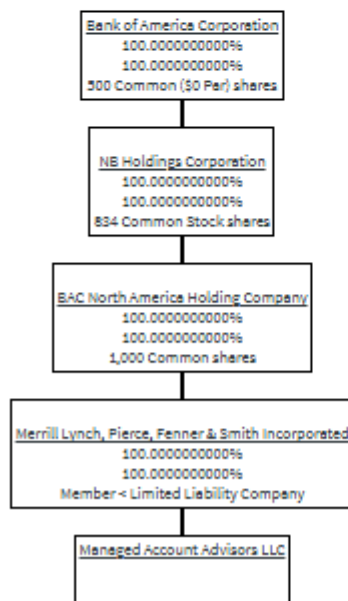 Bank of America Corporation
100.0000000000%
100.0000000000%
300 Common ($0 Par) shares
NB Holdings Corporation
100.0000000000%
100.0000000000%
834 Common Stock shares
BAC North America Holding Company
100.0000000000%
100.0000000000%
1,000 Common shares
Merrill Lynch, Pierce, Fenner & Smith Incorporated
100.0000000000%
100.0000000000%
Member < Limited Liability Company
Managed Account Advisors LLC